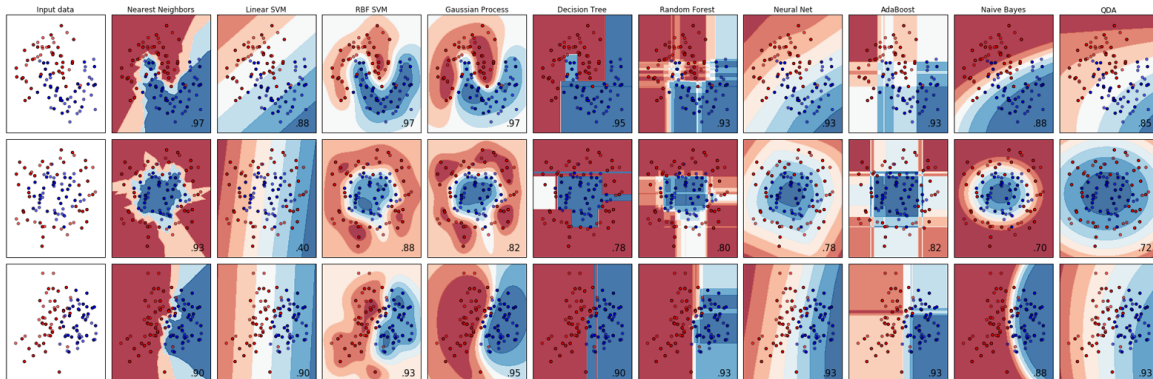 Input data Nearest Neighbors Linear SVM RBF SVM Gaussian Process Decision Tree Random Forest Neural Net AdaBoost Naive Bayes QDA
.97 .88 .97 .97 .95 .93 .93 .93 .88 .85
.93 .40 .88 .82 .78 .80 .78 .82 .70 .72
.90 .90 .93 .95 .90 .93 .93 .93 .88 .93